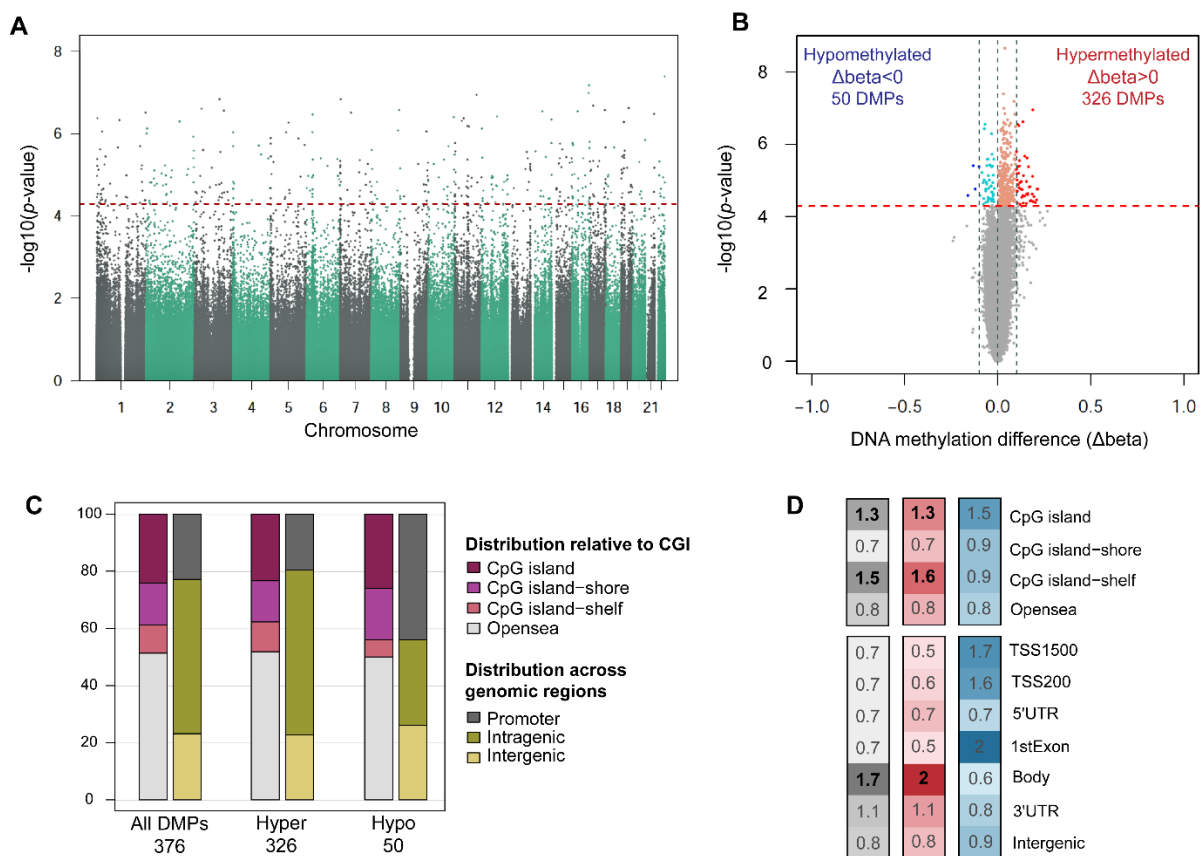 A
8
6
4
2
0
-log10(p-value)
1 2 3 4 5 6 7 8 9 10 12 14 16 18 21
Chromosome
B
Hypomethylated
Δbeta<0
50 DMPs
Hypermethylated
Δbeta>0
326 DMPs
8
6
4
2
0
-log10(p-value)
−1.0 −0.5 0.0 0.5 1.0
DNA methylation difference (Δbeta)
C
100
80
60
40
20
0
All DMPs
376
Hyper
326
Hypo
50
Distribution relative to CGI
CpG island
CpG island−shore
CpG island−shelf
Opensea
Distribution across
genomic regions
Promoter
Intragenic
Intergenic
D
1.3 1.3 1.5 CpG island
0.7 0.7 0.9 CpG island−shore
1.5 1.6 0.9 CpG island−shelf
0.8 0.8 0.8 Opensea
0.7 0.5 1.7 TSS1500
0.7 0.6 1.6 TSS200
0.7 0.7 0.7 5'UTR
0.7 0.5 2 1stExon
1.7 2 0.6 Body
1.1 1.1 0.8 3'UTR
0.8 0.8 0.9 Intergenic